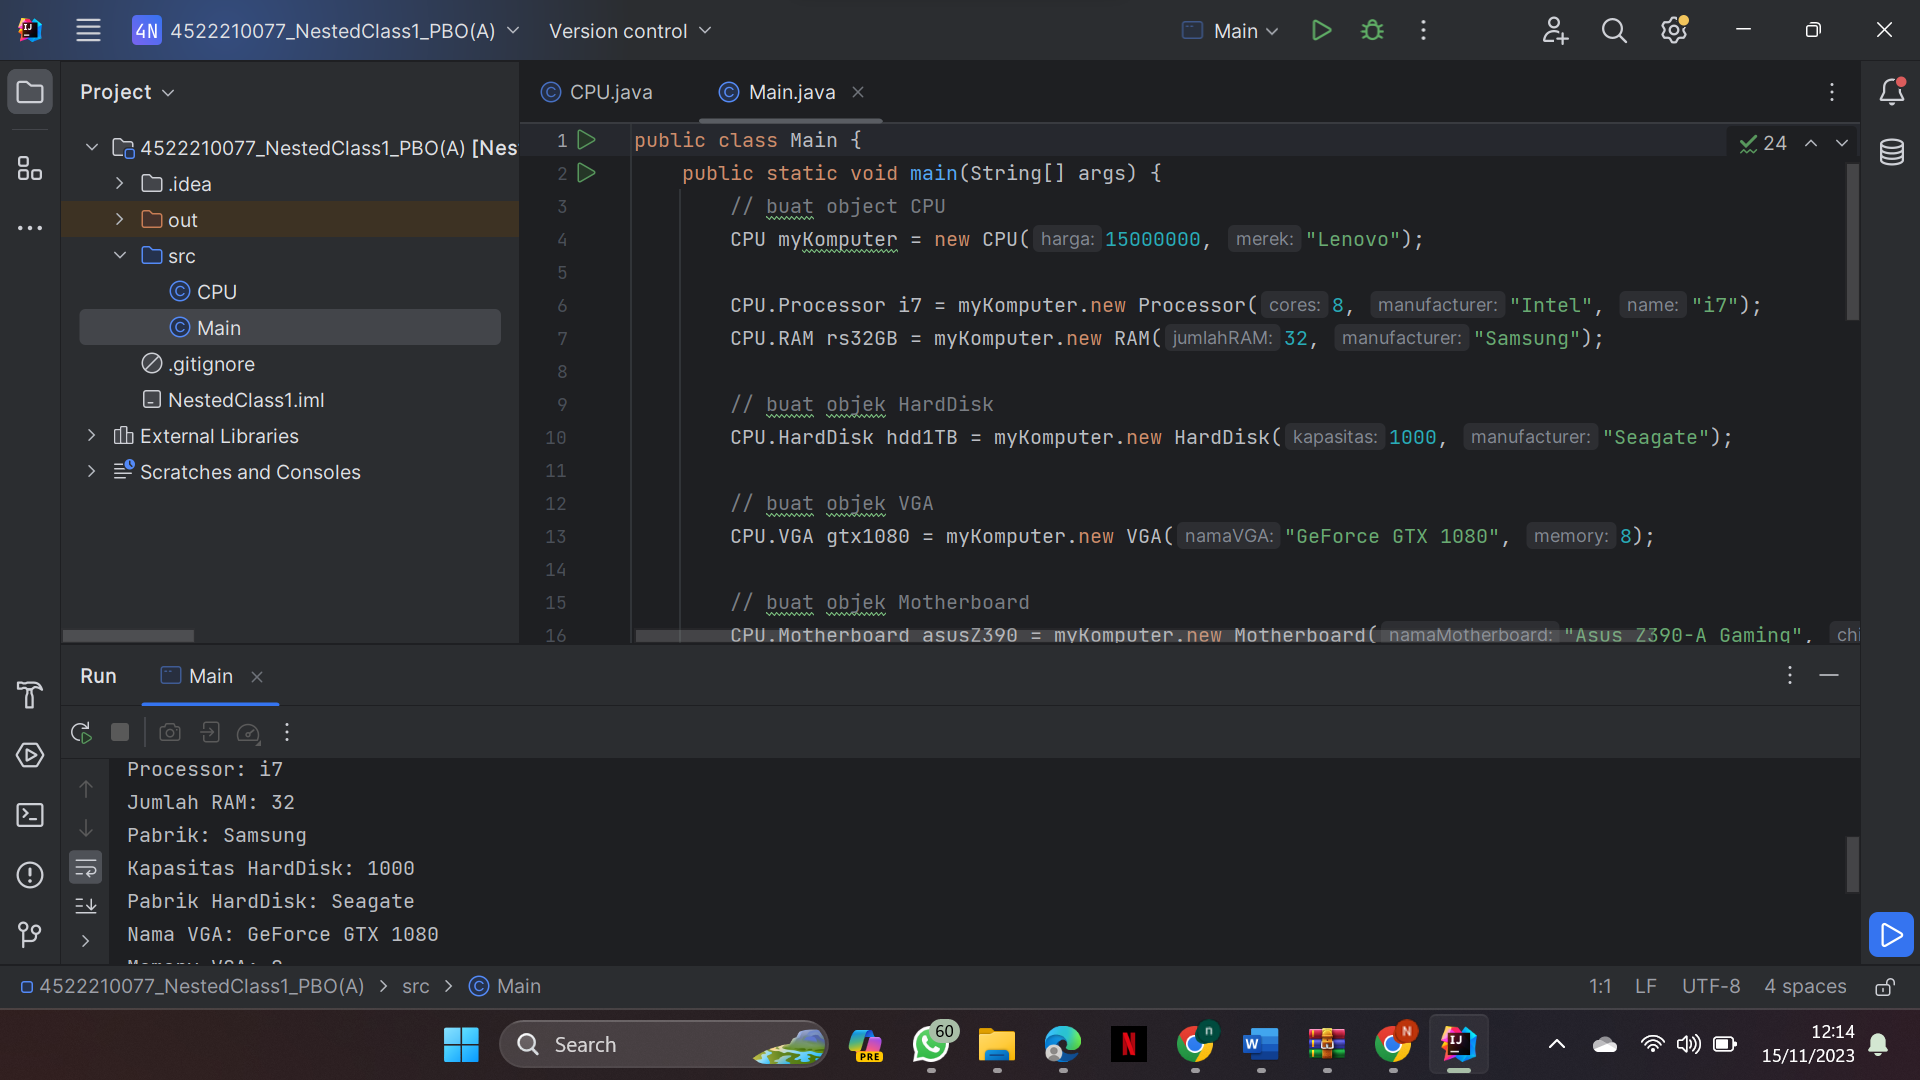 4N 4522210077_NestedClass1_PBO(A) Version control Main
Project
CPU.java Main.java
4522210077_NestedClass1_PBO(A) [Nes
.idea
out
src
CPU
Main
.gitignore
NestedClass1.iml
External Libraries
Scratches and Consoles
24
1 public class Main {
2 public static void main(String[] args) {
3 // buat object CPU
4 CPU myKomputer = new CPU( harga: 15000000, merek: "Lenovo");
5
6 CPU.Processor i7 = myKomputer.new Processor( cores: 8, manufacturer: "Intel", name: "i7");
7 CPU.RAM rs32GB = myKomputer.new RAM( jumlahRAM: 32, manufacturer: "Samsung");
8
9 // buat objek HardDisk
10 CPU.HardDisk hdd1TB = myKomputer.new HardDisk( kapasitas: 1000, manufacturer: "Seagate");
11
12 // buat objek VGA
13 CPU.VGA gtx1080 = myKomputer.new VGA( namaVGA: "GeForce GTX 1080", memory: 8);
14
15 // buat objek Motherboard
16 CPU.Motherboard asusZ390 = myKomputer.new Motherboard( namaMotherboard: "Asus Z390-A Gaming", chi
Run Main
Processor: i7
Jumlah RAM: 32
Pabrik: Samsung
Kapasitas HardDisk: 1000
Pabrik HardDisk: Seagate
Nama VGA: GeForce GTX 1080
4522210077_NestedClass1_PBO(A) > src > Main
1:1 LF UTF-8 4 spaces
Search
PRE
60
12:14
15/11/2023